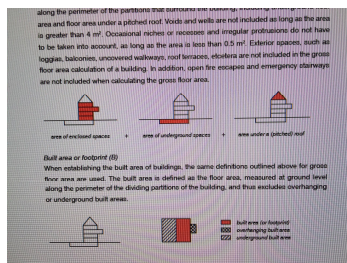 along the perimeter of the partitions that surround the building, including
area and floor area under a pitched roof. Voids and wells are not included as long as the area
is greater than 4 m². Occasional niches or recesses and irregular protrusions do not have
to be taken into account, as long as the area is less than 0.5 m². Exterior spaces, such as
loggias, balconies, uncovered walkways, roof terraces, etcetera are not included in the gross
floor area calculation of a building. In addition, open fire escapes and emergency stairways
are not included when calculating the gross floor area.
area of enclosed spaces + area of underground spaces + area under a (pitched) roof
Built area or footprint (B)
When establishing the built area of buildings, the same definitions outlined above for gross
floor area are used. The built area is defined as the floor area, measured at ground level
along the perimeter of the dividing partitions of the building, and thus excludes overhanging
or underground built areas.
built area (or footprint)
overhanging built area
underground built area